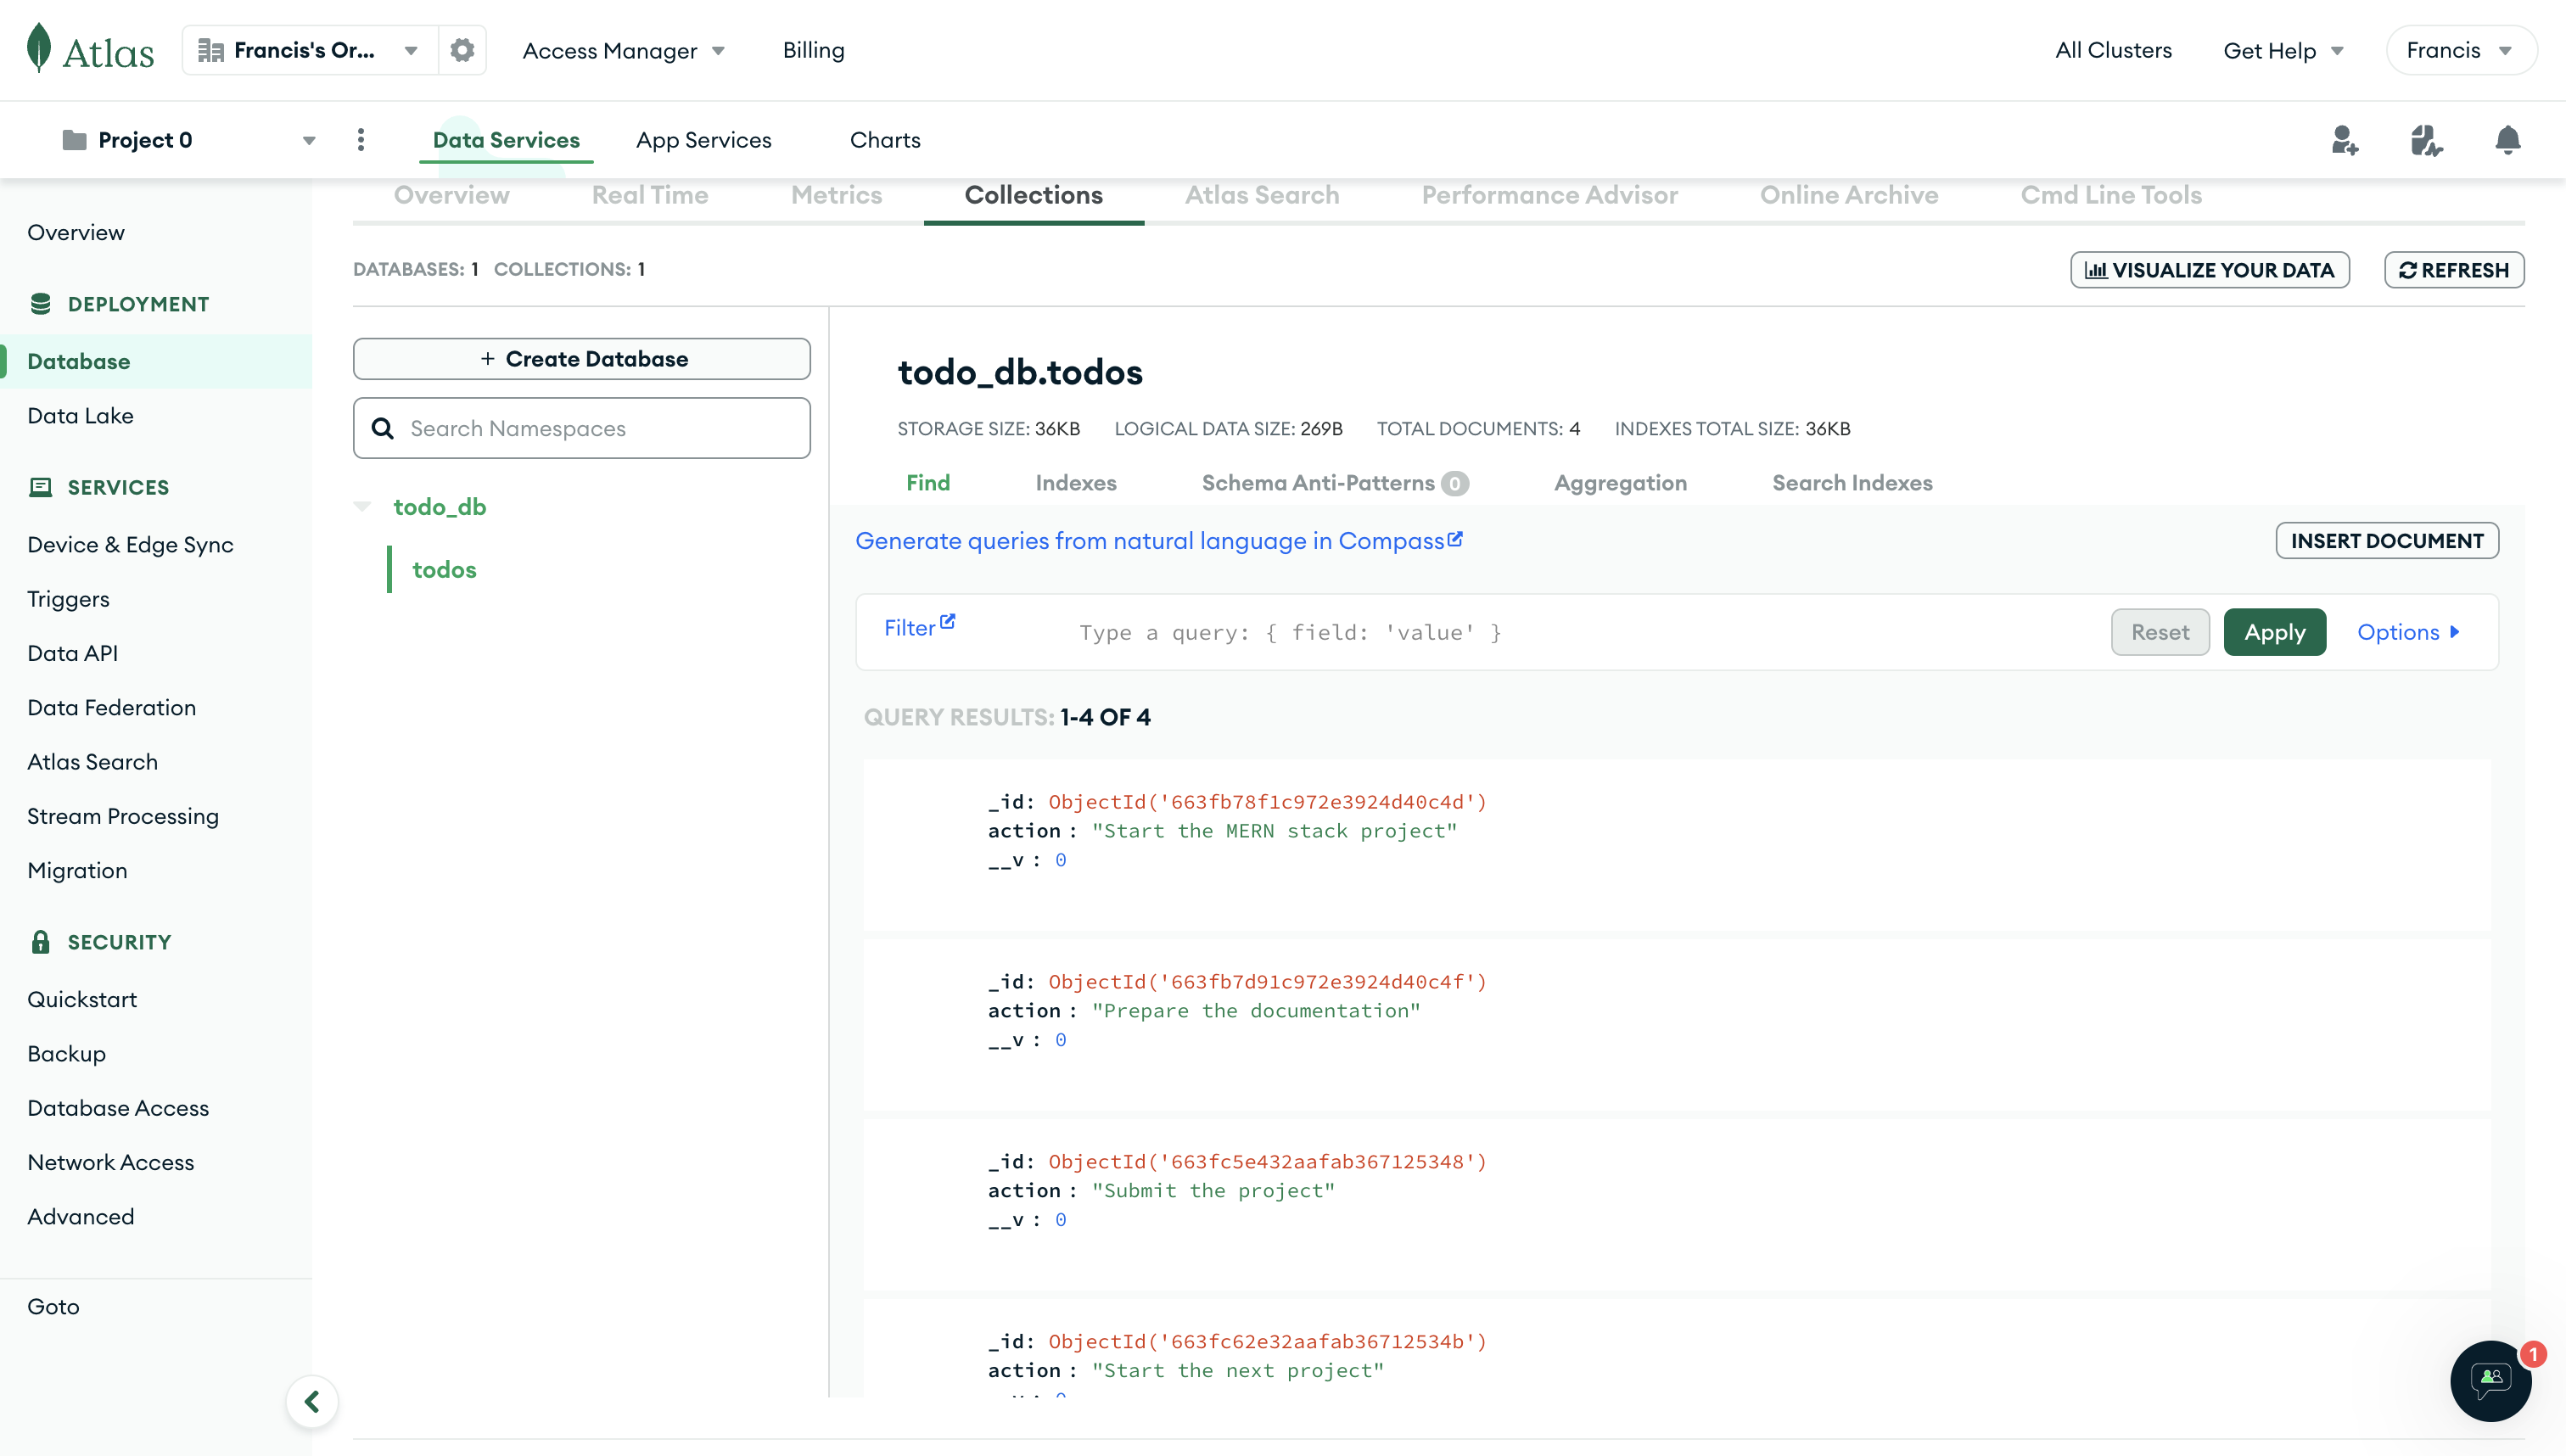 Atlas
Francis's Or...
Access Manager
Billing
All Clusters
Get Help
Francis
Project 0
Data Services
App Services
Charts
Overview
Real Time
Metrics
Collections
Atlas Search
Performance Advisor
Online Archive
Cmd Line Tools
Overview
DEPLOYMENT
Database
Data Lake
SERVICES
Device & Edge Sync
Triggers
Data API
Data Federation
Atlas Search
Stream Processing
Migration
SECURITY
Quickstart
Backup
Database Access
Network Access
Advanced
Goto
DATABASES: 1 COLLECTIONS: 1
VISUALIZE YOUR DATA
REFRESH
+ Create Database
Search Namespaces
todo_db
todos
todo_db.todos
STORAGE SIZE: 36KB LOGICAL DATA SIZE: 269B TOTAL DOCUMENTS: 4 INDEXES TOTAL SIZE: 36KB
Find
Indexes
Schema Anti-Patterns 0
Aggregation
Search Indexes
Generate queries from natural language in Compass
INSERT DOCUMENT
Filter
Type a query: { field: 'value' }
Reset
Apply
Options
QUERY RESULTS: 1-4 OF 4
_id: ObjectId('663fb78f1c972e3924d40c4d')
action : "Start the MERN stack project"
__v : 0
_id: ObjectId('663fb7d91c972e3924d40c4f')
action : "Prepare the documentation"
__v : 0
_id: ObjectId('663fc5e432aafab367125348')
action : "Submit the project"
__v : 0
_id: ObjectId('663fc62e32aafab36712534b')
action : "Start the next project"
1